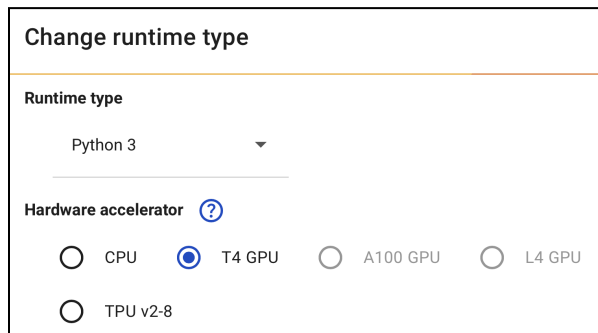 Change runtime type
Runtime type
Python 3
Hardware accelerator ?
CPU T4 GPU A100 GPU L4 GPU
TPU v2-8